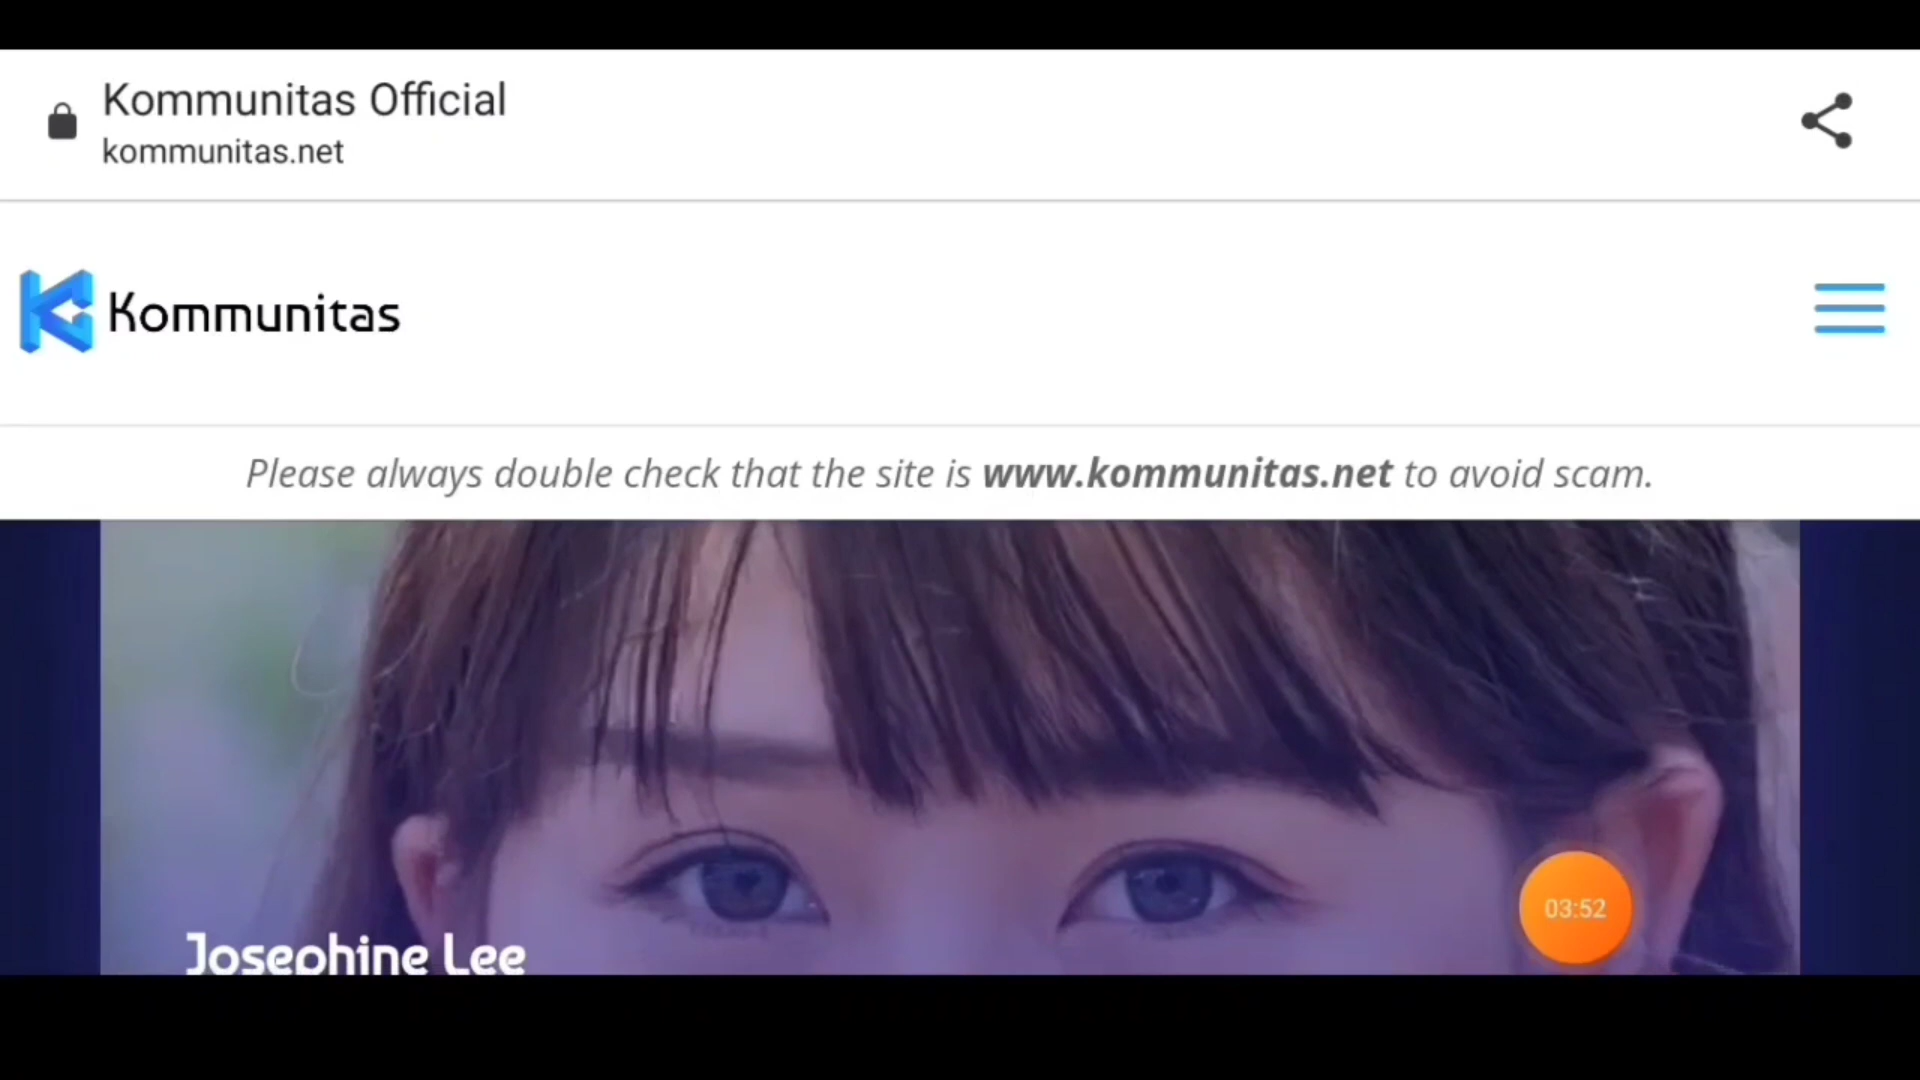 Kommunitas Official
kommunitas.net
Kommunitas
Please always double check that the site is www.kommunitas.net to avoid scam.
03:52
Josephine Lee